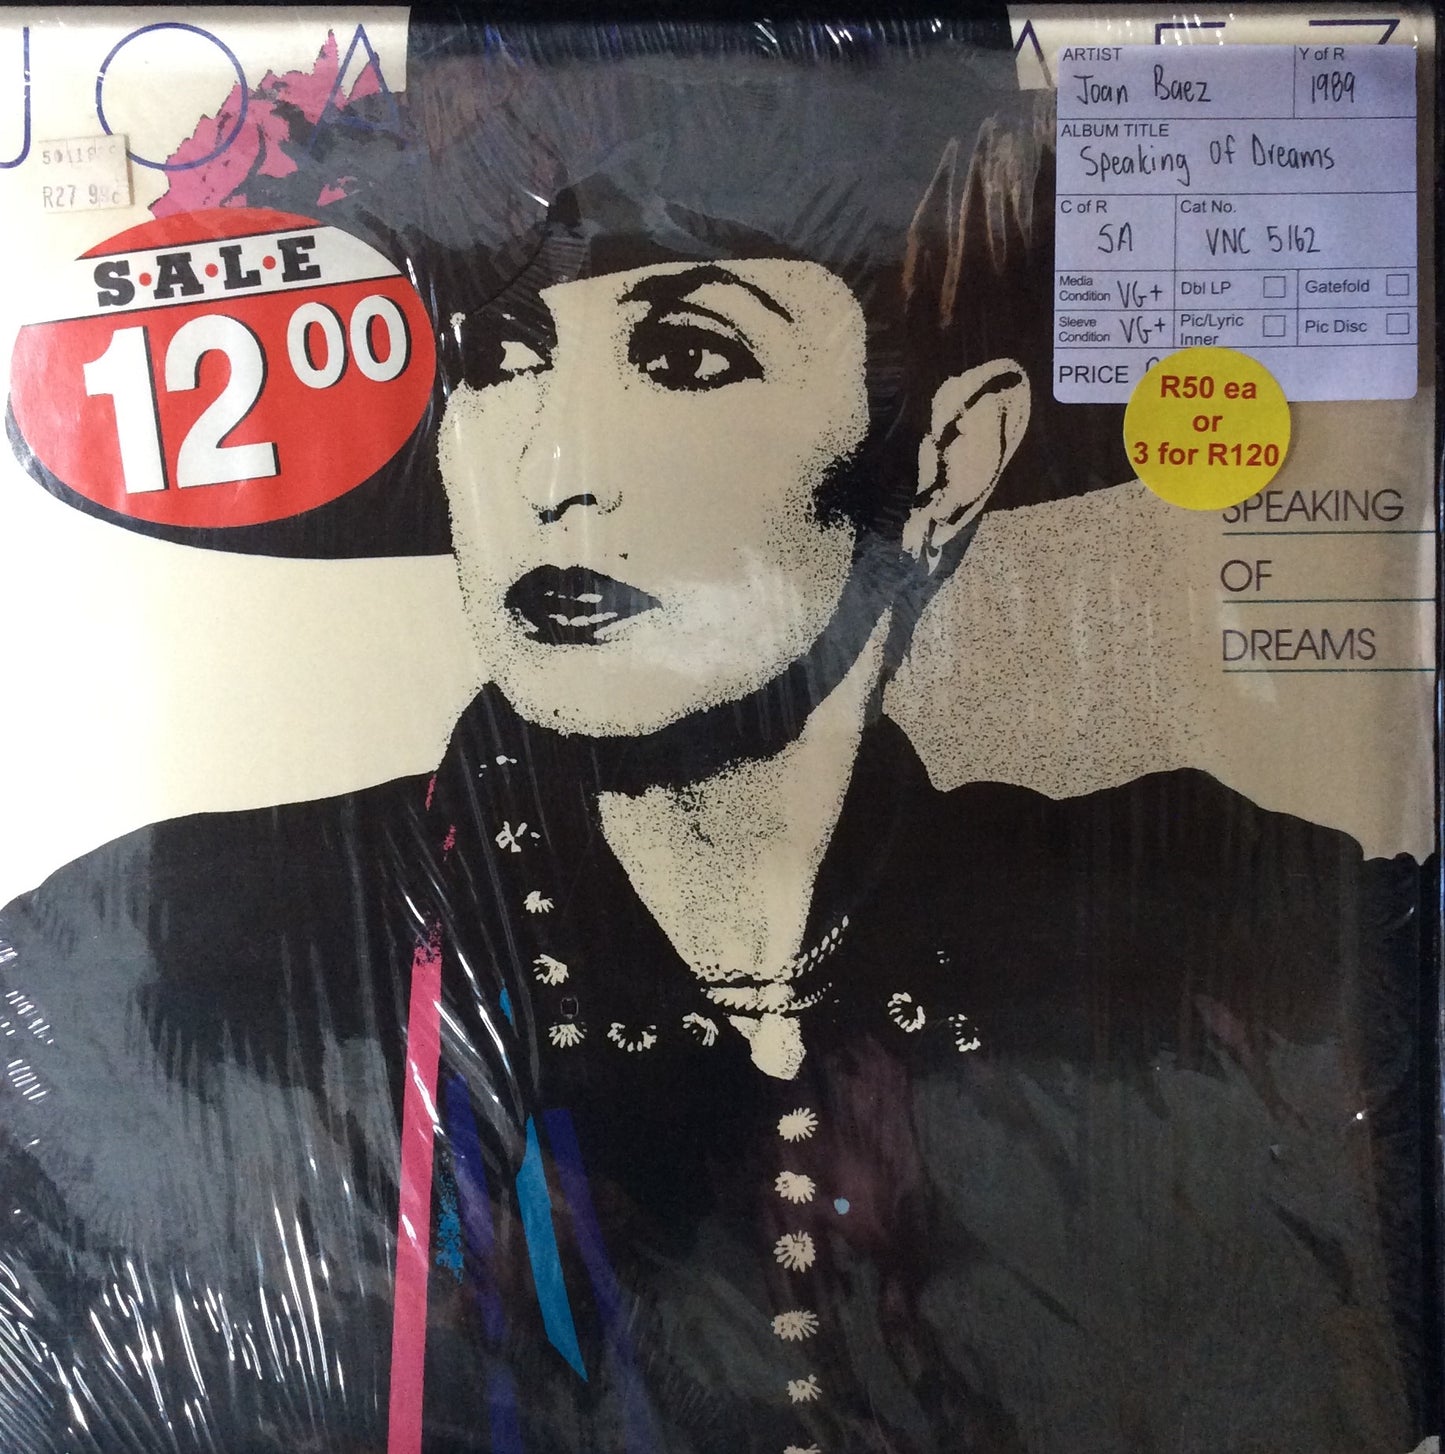 JOA
AEZ
R27 99c
S•A•L•E
12 00
ARTIST
Joan Baez
Y of R
1989
ALBUM TITLE
Speaking Of Dreams
C of R
SA
Cat No.
VNC 5162
Media
Condition VG+
Dbl LP
Gatefold
Sleeve
Condition VG+
Pic/Lyric
Inner
Pic Disc
PRICE
R50 ea
or
3 for R120
SPEAKING
OF
DREAMS